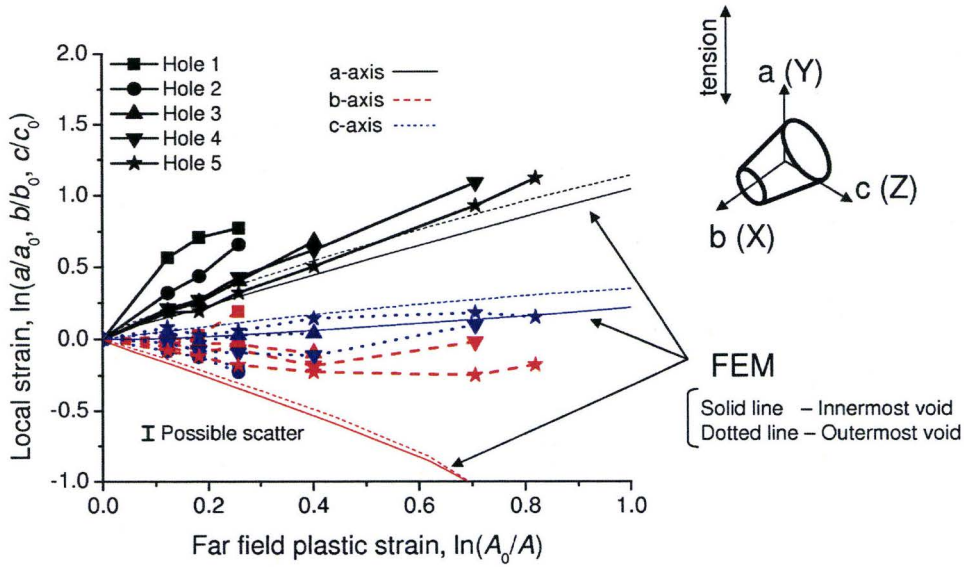 Local strain, ln(a/a₀, b/b₀, c/c₀)
2.0
1.5
1.0
0.5
0.0
-0.5
-1.0
Hole 1
Hole 2
Hole 3
Hole 4
Hole 5
a-axis
b-axis
c-axis
Possible scatter
0.0 0.2 0.4 0.6 0.8 1.0
Far field plastic strain, ln(A₀/A)
tension
a (Y)
c (Z)
b (X)
FEM
Solid line – Innermost void
Dotted line – Outermost void